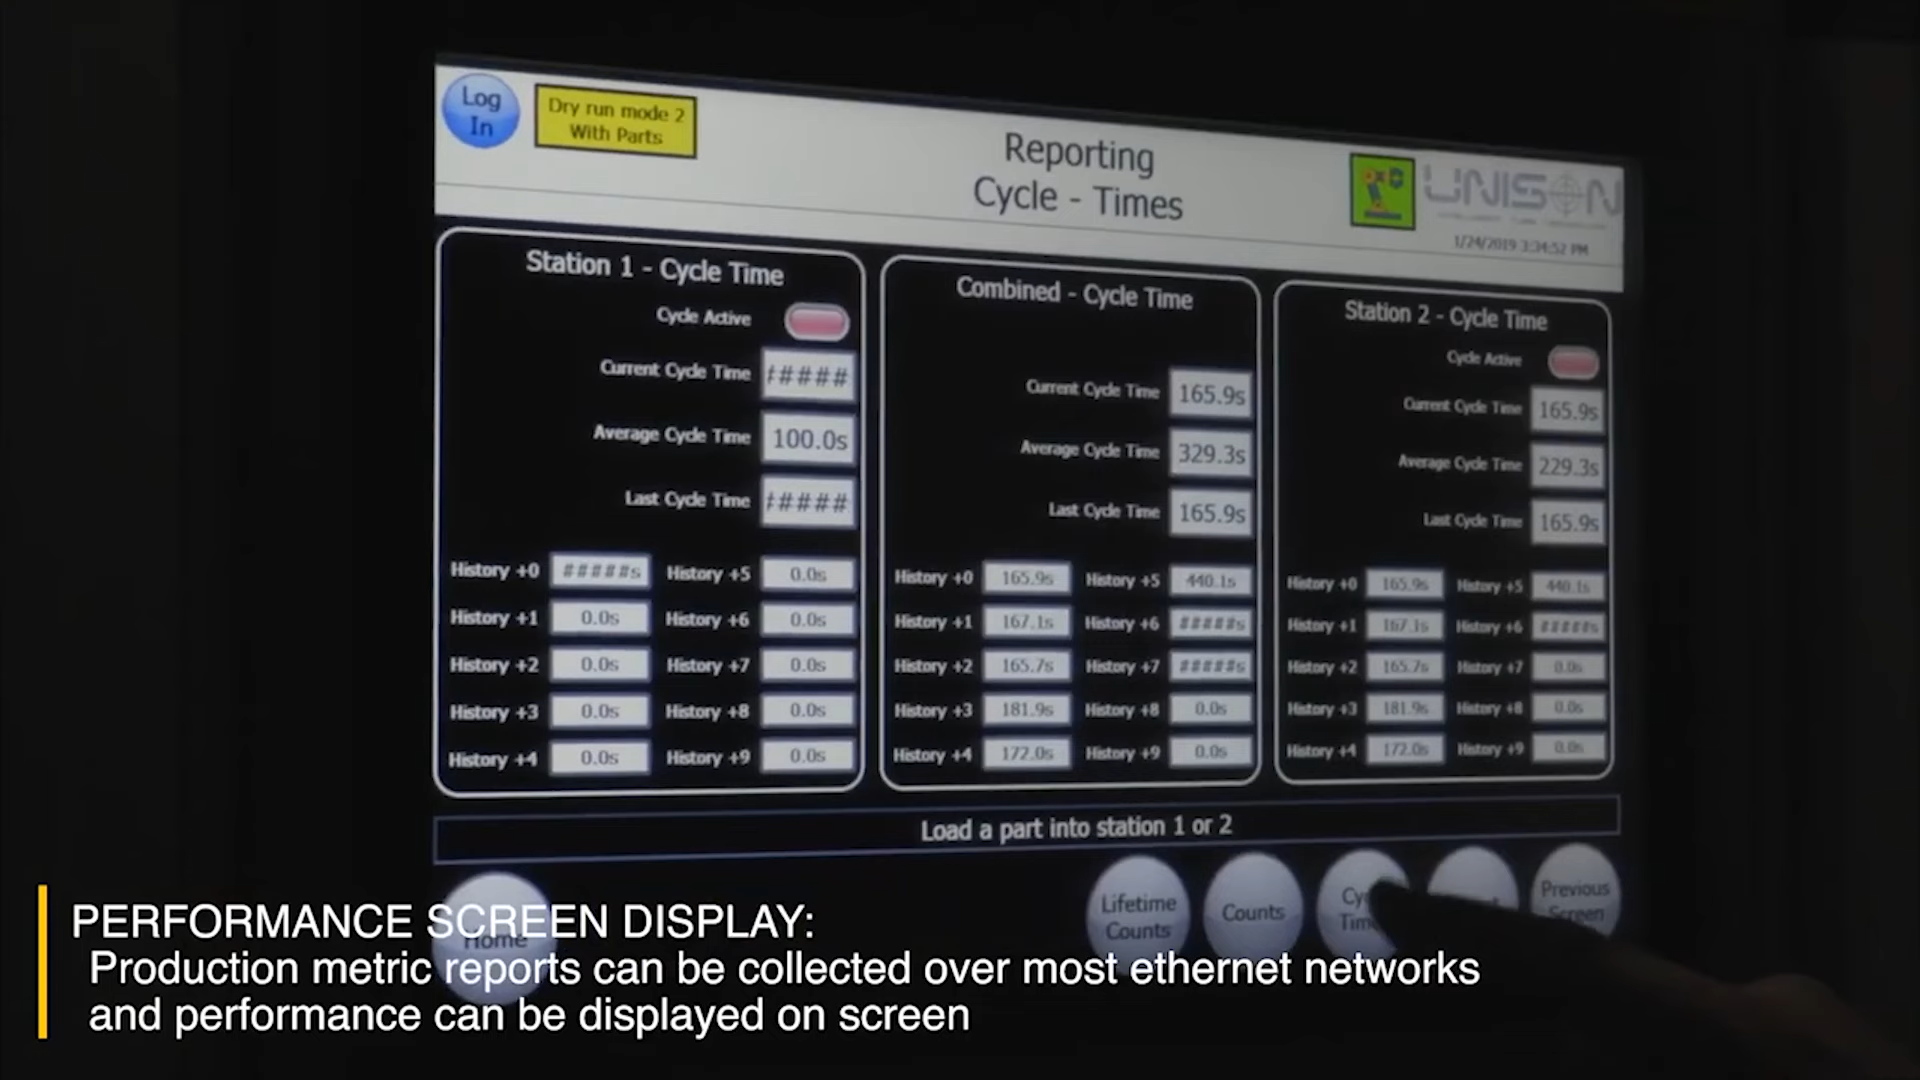 Log
In
Dry run mode 2
With Parts
Reporting
Cycle - Times
UNISON
1/24/2019 3:34:52 PM
Station 1 - Cycle Time
Cycle Active
Current Cycle Time #####
Average Cycle Time 100.0s
Last Cycle Time #####
History +0 #####s History +5 0.0s
History +1 0.0s History +6 0.0s
History +2 0.0s History +7 0.0s
History +3 0.0s History +8 0.0s
History +4 0.0s History +9 0.0s
Combined - Cycle Time
Current Cycle Time 165.9s
Average Cycle Time 329.3s
Last Cycle Time 165.9s
History +0 165.9s History +5 440.1s
History +1 167.1s History +6 #####s
History +2 165.7s History +7 #####s
History +3 181.9s History +8 0.0s
History +4 172.0s History +9 0.0s
Station 2 - Cycle Time
Cycle Active
Current Cycle Time 165.9s
Average Cycle Time 229.3s
Last Cycle Time 165.9s
History +0 165.9s History +5 440.1s
History +1 167.1s History +6 #####s
History +2 165.7s History +7 0.0s
History +3 181.9s History +8 0.0s
History +4 172.0s History +9 0.0s
Load a part into station 1 or 2
Home
Lifetime
Counts
Counts
Previous
Screen
PERFORMANCE SCREEN DISPLAY:
Production metric reports can be collected over most ethernet networks
and performance can be displayed on screen